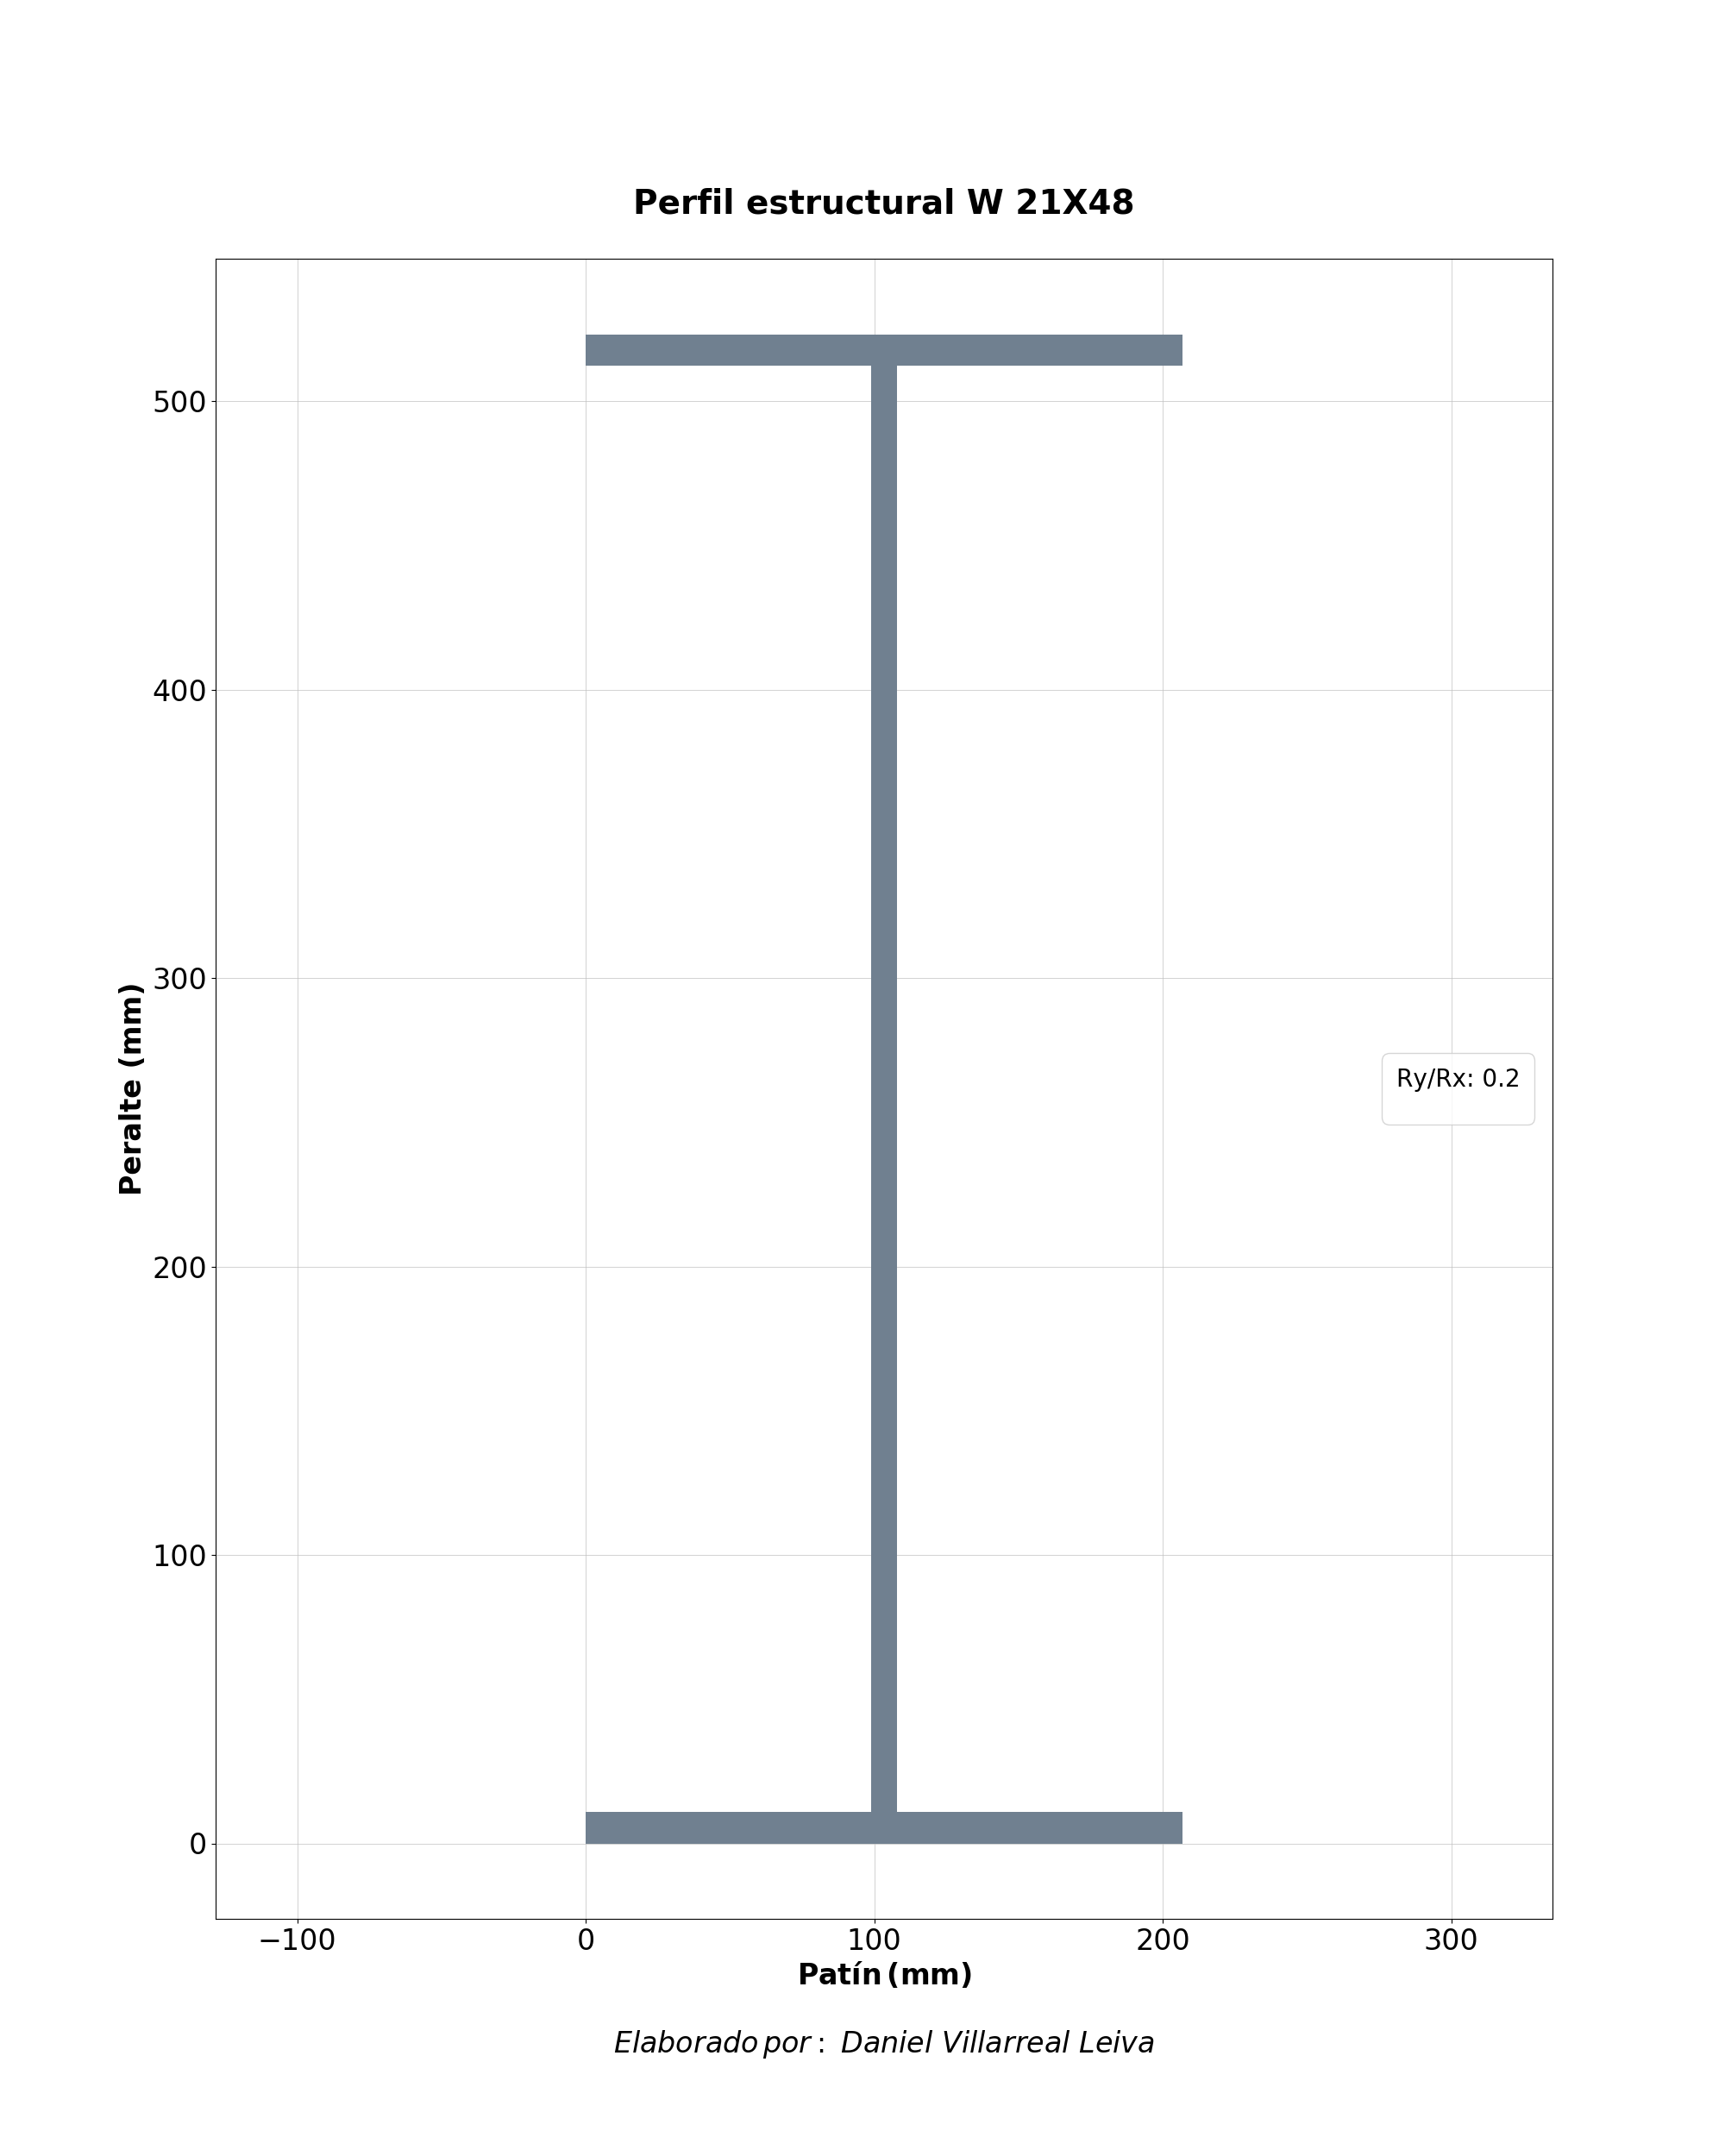 Perfil estructural W 21X48
500
400
300
200
100
0
Peralte (mm)
Ry/Rx: 0.2
−100 0 100 200 300
Patín (mm)
Elaborado por: Daniel Villarreal Leiva